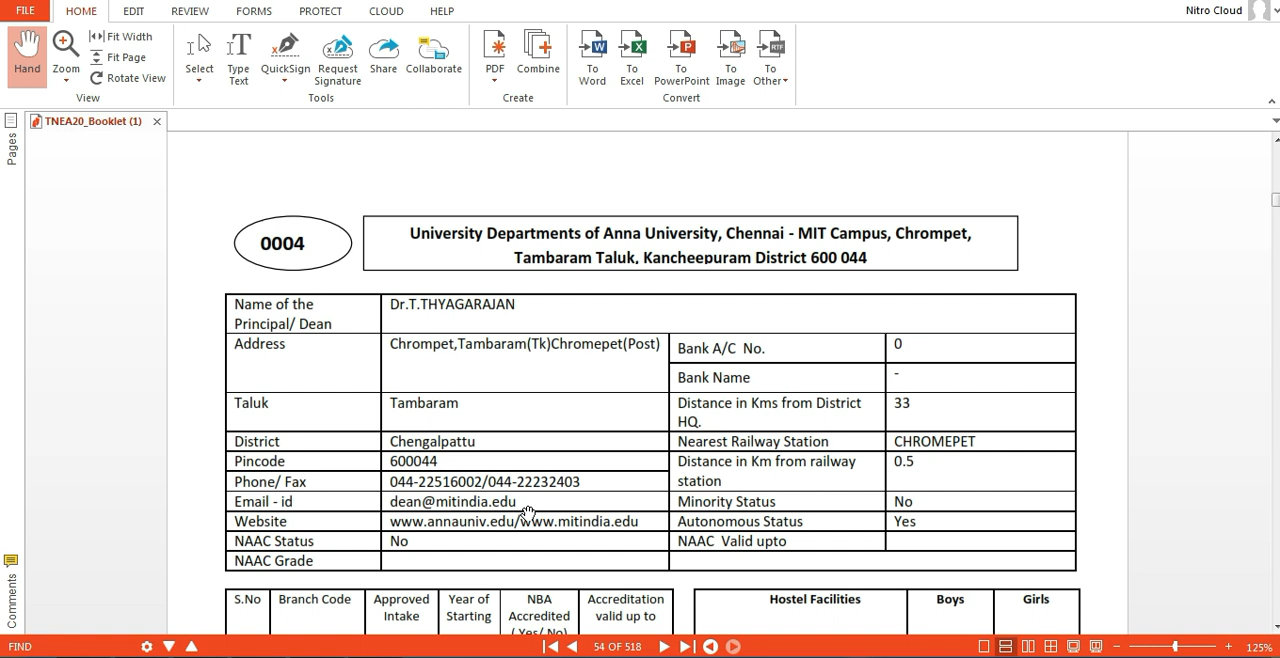 FILE HOME EDIT REVIEW FORMS PROTECT CLOUD HELP Nitro Cloud
Hand Zoom Fit Width Fit Page Rotate View
View
Select Type Text QuickSign Request Signature Share Collaborate
Tools
PDF Combine
Create
To Word To Excel To PowerPoint To Image To Other
Convert
Pages
TNEA20_Booklet (1)
0004
University Departments of Anna University, Chennai - MIT Campus, Chrompet,
Tambaram Taluk, Kancheepuram District 600 044
Name of the Principal/ Dean Dr.T.THYAGARAJAN
Address Chrompet,Tambaram(Tk)Chromepet(Post) Bank A/C No. 0
Bank Name -
Taluk Tambaram Distance in Kms from District HQ. 33
District Chengalpattu Nearest Railway Station CHROMEPET
Pincode 600044 Distance in Km from railway station 0.5
Phone/ Fax 044-22516002/044-22232403
Email - id dean@mitindia.edu Minority Status No
Website www.annauniv.edu/www.mitindia.edu Autonomous Status Yes
NAAC Status No NAAC Valid upto
NAAC Grade
S.No Branch Code Approved Intake Year of Starting NBA Accredited ( Yes/ No) Accreditation valid up to Hostel Facilities Boys Girls
Comments
FIND 54 OF 518 125%